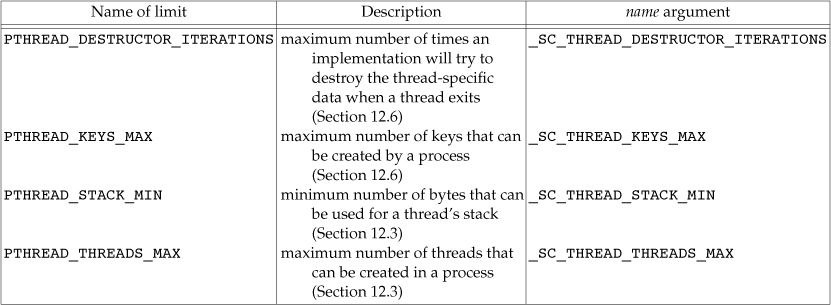 Name of limit Description name argument
PTHREAD_DESTRUCTOR_ITERATIONS maximum number of times an _SC_THREAD_DESTRUCTOR_ITERATIONS
implementation will try to
destroy the thread-specific
data when a thread exits
(Section 12.6)
PTHREAD_KEYS_MAX maximum number of keys that can _SC_THREAD_KEYS_MAX
be created by a process
(Section 12.6)
PTHREAD_STACK_MIN minimum number of bytes that can _SC_THREAD_STACK_MIN
be used for a thread's stack
(Section 12.3)
PTHREAD_THREADS_MAX maximum number of threads that _SC_THREAD_THREADS_MAX
can be created in a process
(Section 12.3)